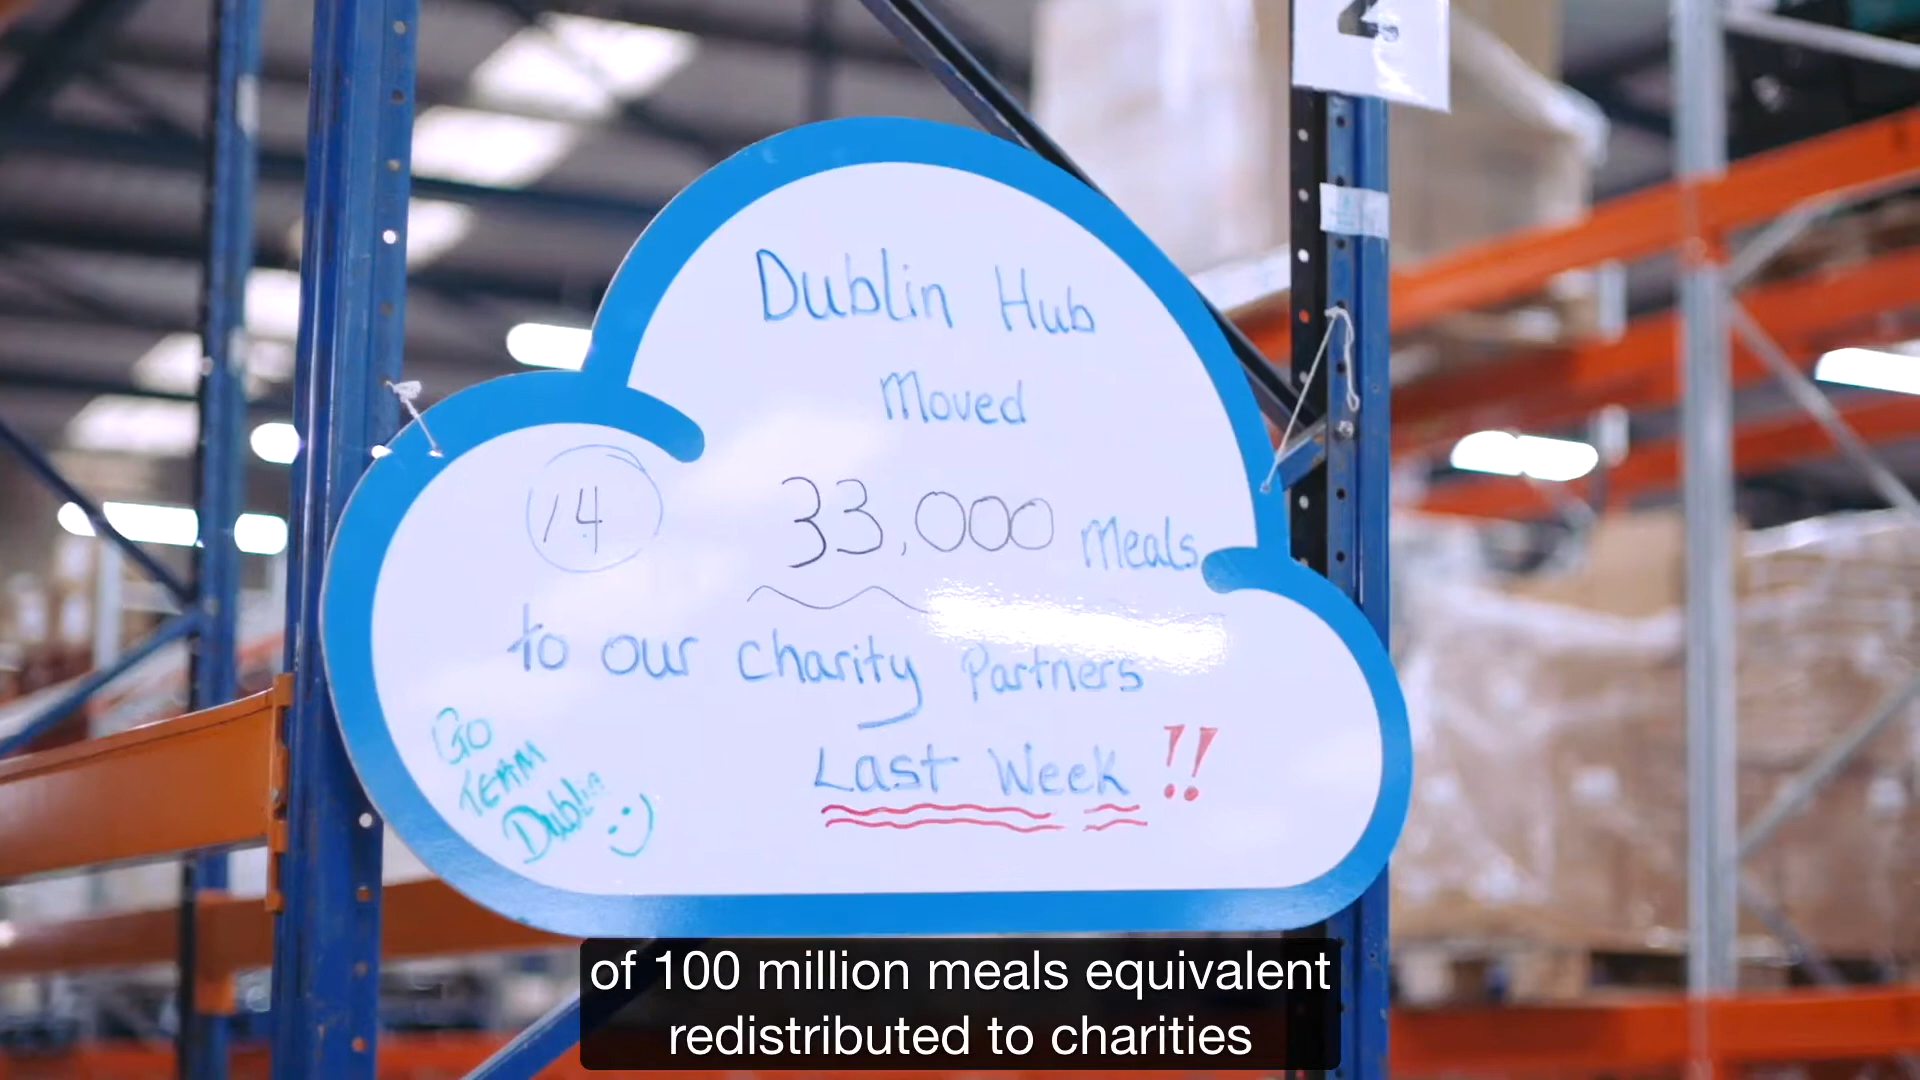 2
Dublin Hub
Moved
14
33,000 Meals
to our charity Partners
Last Week !!
GO
TEAM
Dublin :)
of 100 million meals equivalent
redistributed to charities